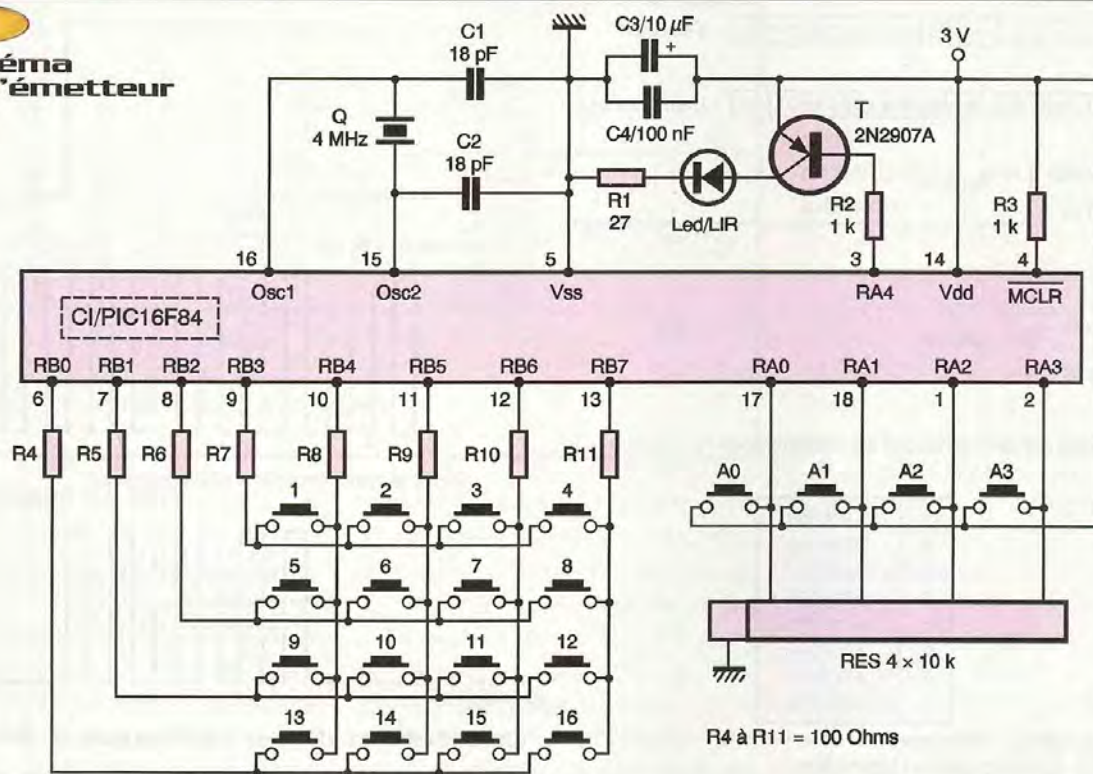 éma
'émetteur
C1
18 pF
C3/10 µF
+
3 V
Q
4 MHz
C4/100 nF
T
2N2907A
C2
18 pF
R1
27
Led/LIR
R2
1 k
R3
1 k
16
15
5
3
14
4
Osc1
Osc2
Vss
RA4
Vdd
MCLR
CI/PIC16F84
RB0
RB1
RB2
RB3
RB4
RB5
RB6
RB7
RA0
RA1
RA2
RA3
6
7
8
9
10
11
12
13
17
18
1
2
R4
R5
R6
R7
R8
R9
R10
R11
A0
A1
A2
A3
1
2
3
4
5
6
7
8
9
10
11
12
13
14
15
16
RES 4 × 10 k
R4 à R11 = 100 Ohms